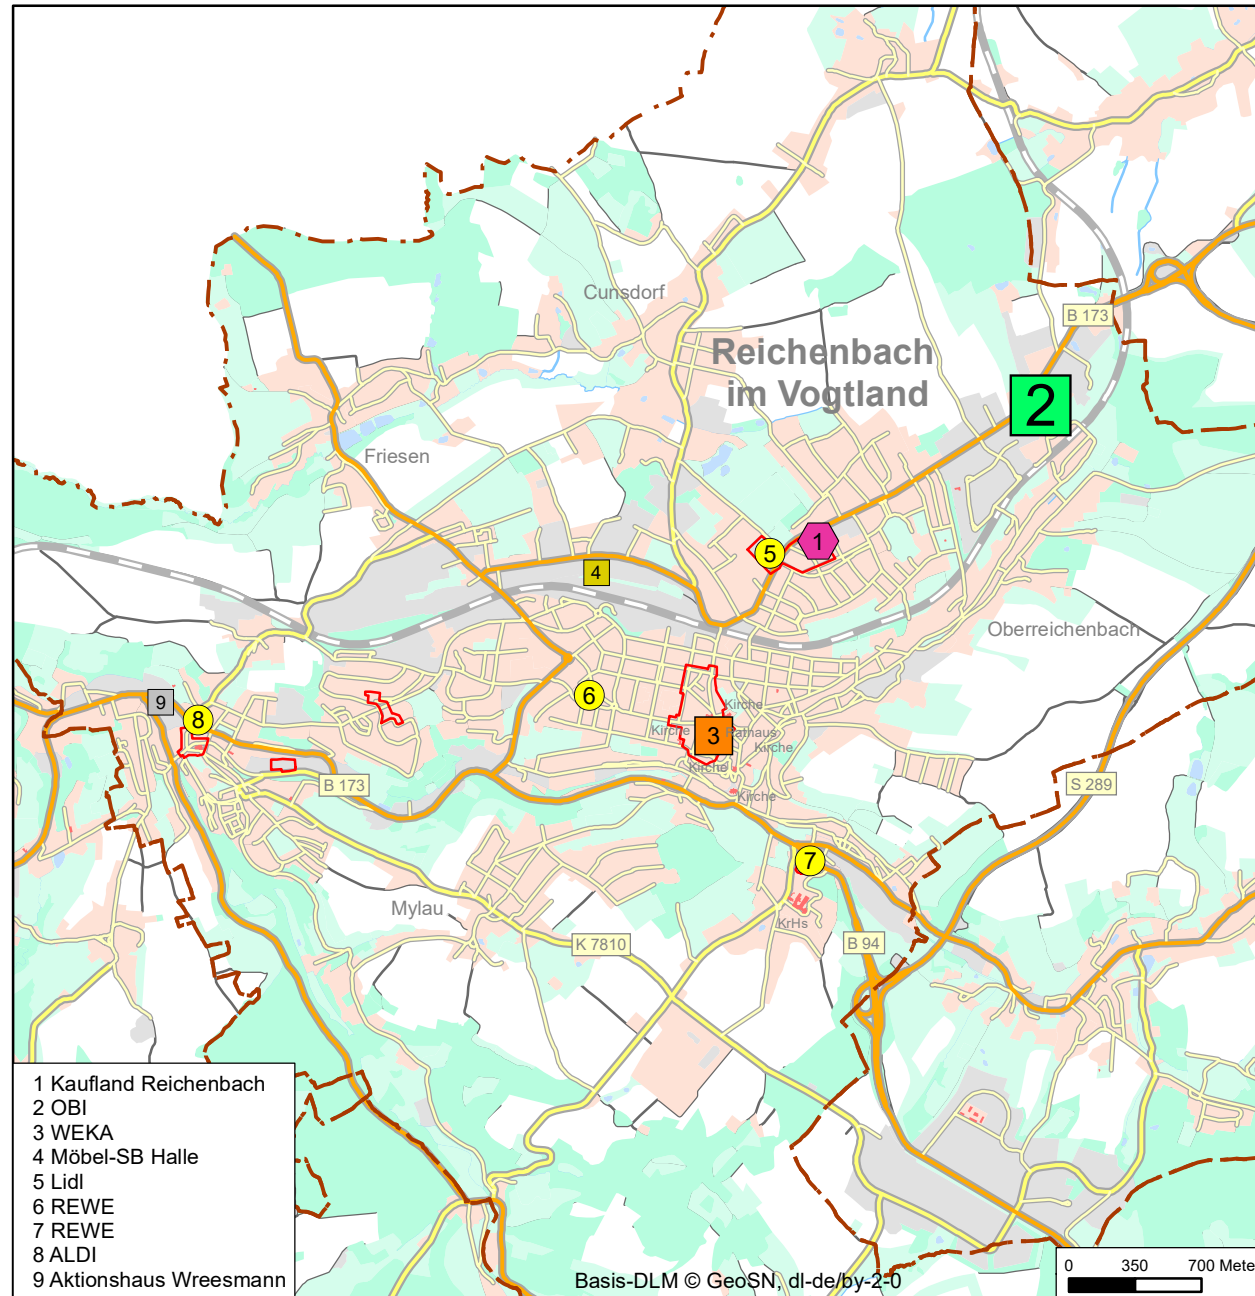 Cunsdorf
B 173
Reichenbach
im Vogtland
2
Friesen
1
5
4
Oberreichenbach
6
9
8
Kirche
Kirche
3
Rathaus
Kirche
Kirche
B 173
S 289
Kirche
7
Mylau
KrHs
K 7810
B 94
1 Kaufland Reichenbach
2 OBI
3 WEKA
4 Möbel-SB Halle
5 Lidl
6 REWE
7 REWE
8 ALDI
9 Aktionshaus Wreesmann
Basis-DLM © GeoSN, dl-de/by-2-0
0 350 700 Mete